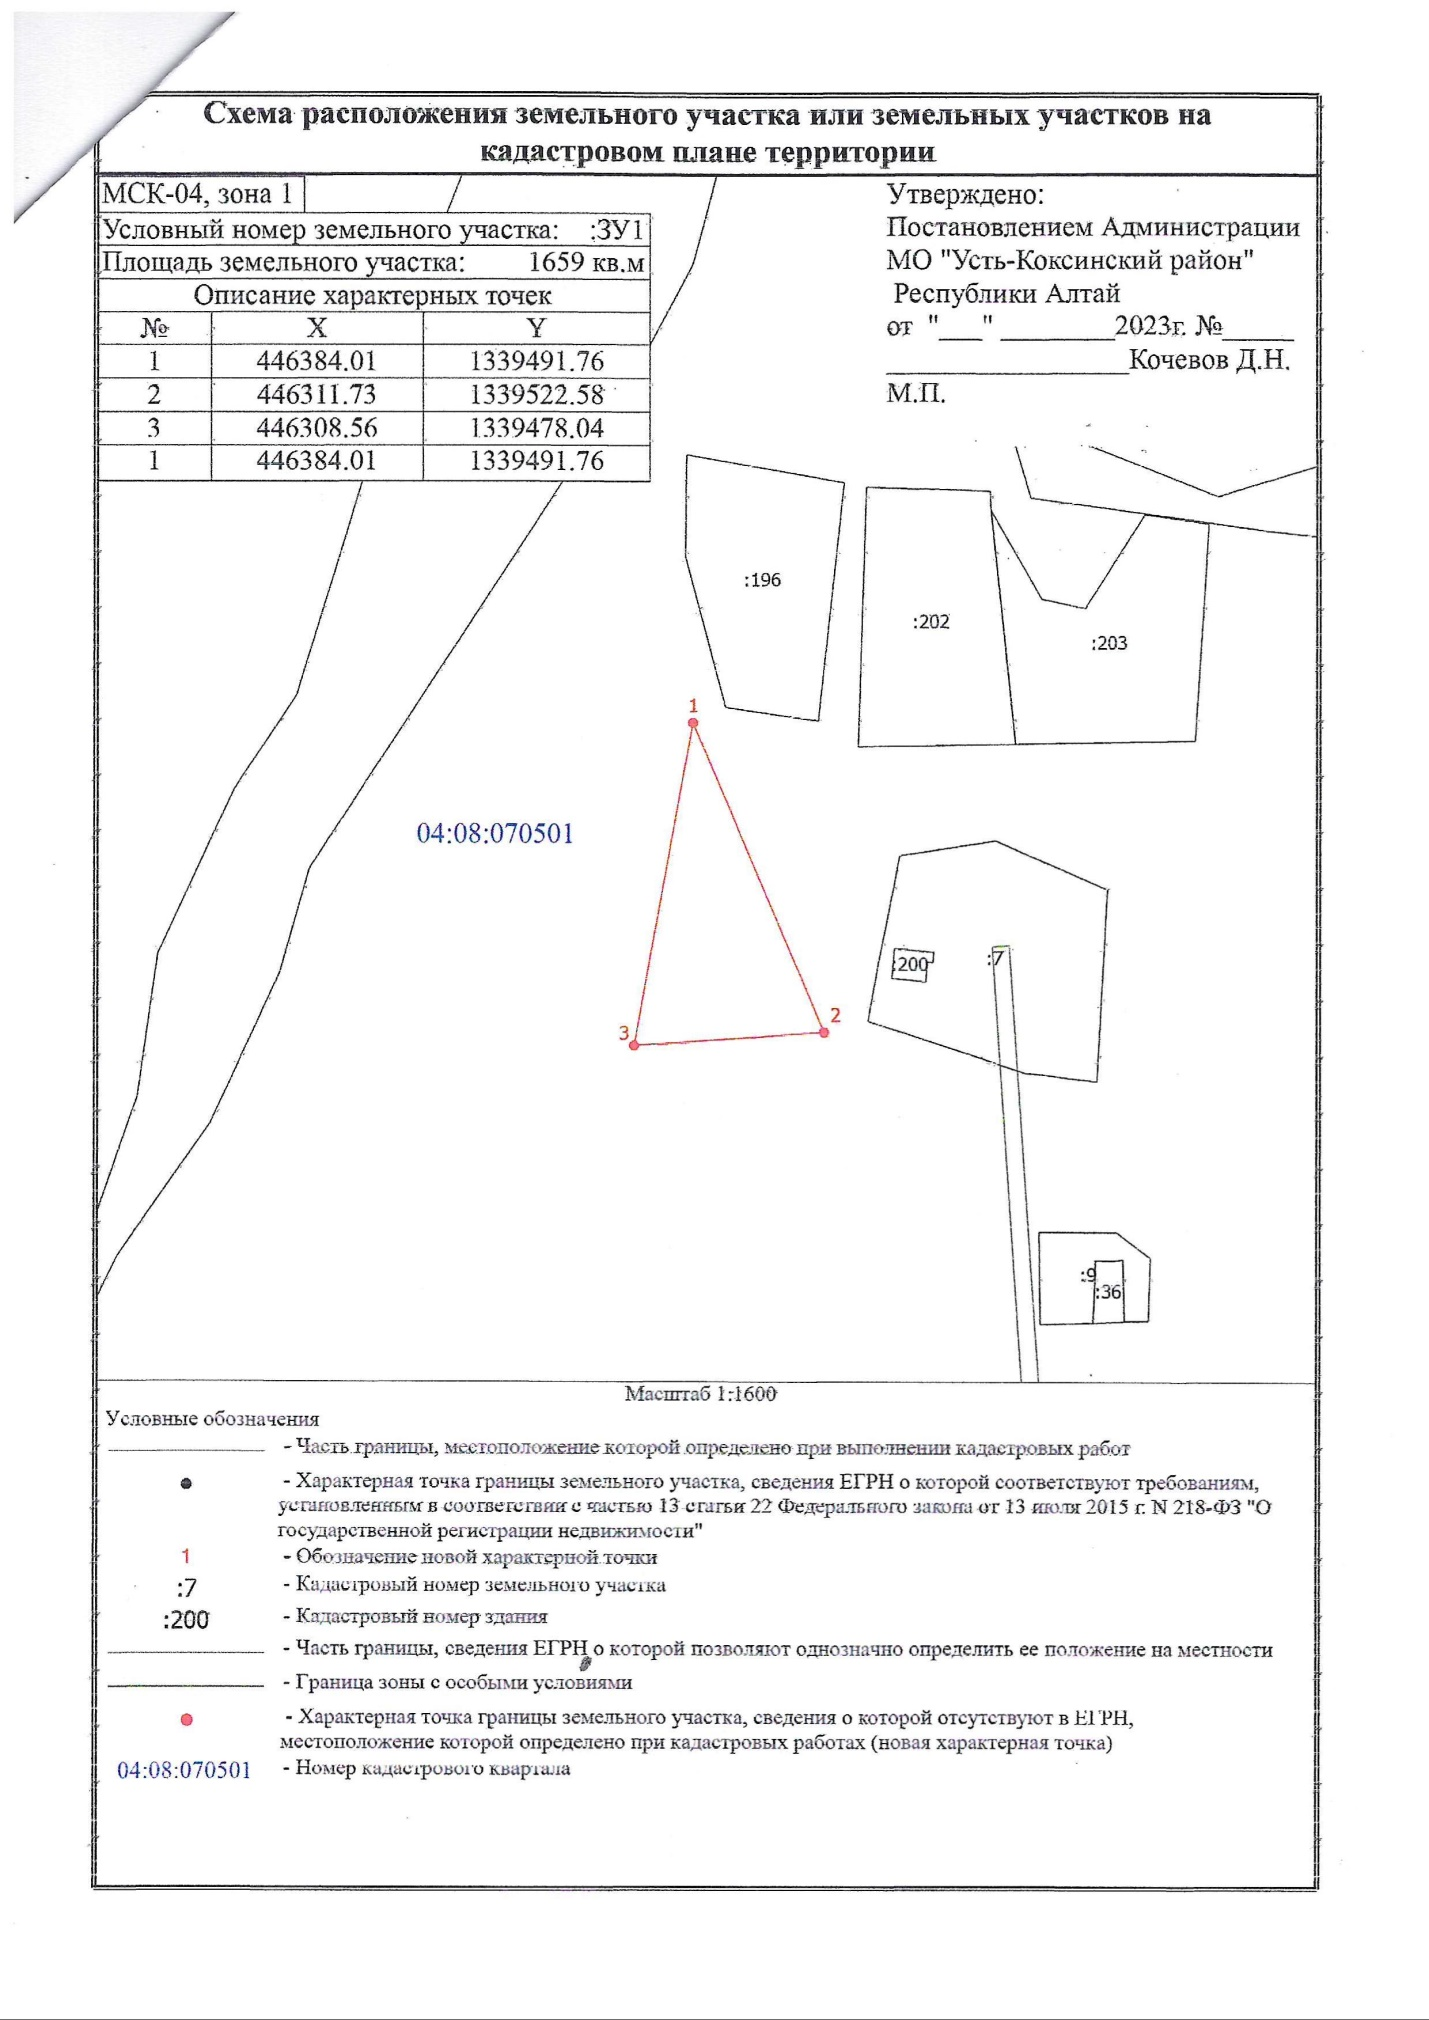 Схема расположения земельного участка или земельных участков на
кадастровом плане территории
МСК-04, зона 1
Условный номер земельного участка: :ЗУ1
Площадь земельного участка: 1659 кв.м
Описание характерных точек
№ X Y
1 446384.01 1339491.76
2 446311.73 1339522.58
3 446308.56 1339478.04
1 446384.01 1339491.76
Утверждено:
Постановлением Администрации
МО "Усть-Коксинский район"
Республики Алтай
от "___" ________2023г. №_____
_________________Кочевов Д.Н.
М.П.
:196
:202
:203
1
04:08:070501
:200
:7
2
3
:9
:36
Масштаб 1:1600
Условные обозначения
- Часть границы, местоположение которой определено при выполнении кадастровых работ
- Характерная точка границы земельного участка, сведения ЕГРН о которой соответствуют требованиям,
установленным в соответствии с частью 13 статьи 22 Федерального закона от 13 июля 2015 г. N 218-ФЗ "О
государственной регистрации недвижимости"
1 - Обозначение новой характерной точки
:7 - Кадастровый номер земельного участка
:200 - Кадастровый номер здания
- Часть границы, сведения ЕГРН о которой позволяют однозначно определить ее положение на местности
- Граница зоны с особыми условиями
- Характерная точка границы земельного участка, сведения о которой отсутствуют в ЕГРН,
местоположение которой определено при кадастровых работах (новая характерная точка)
04:08:070501 - Номер кадастрового квартала